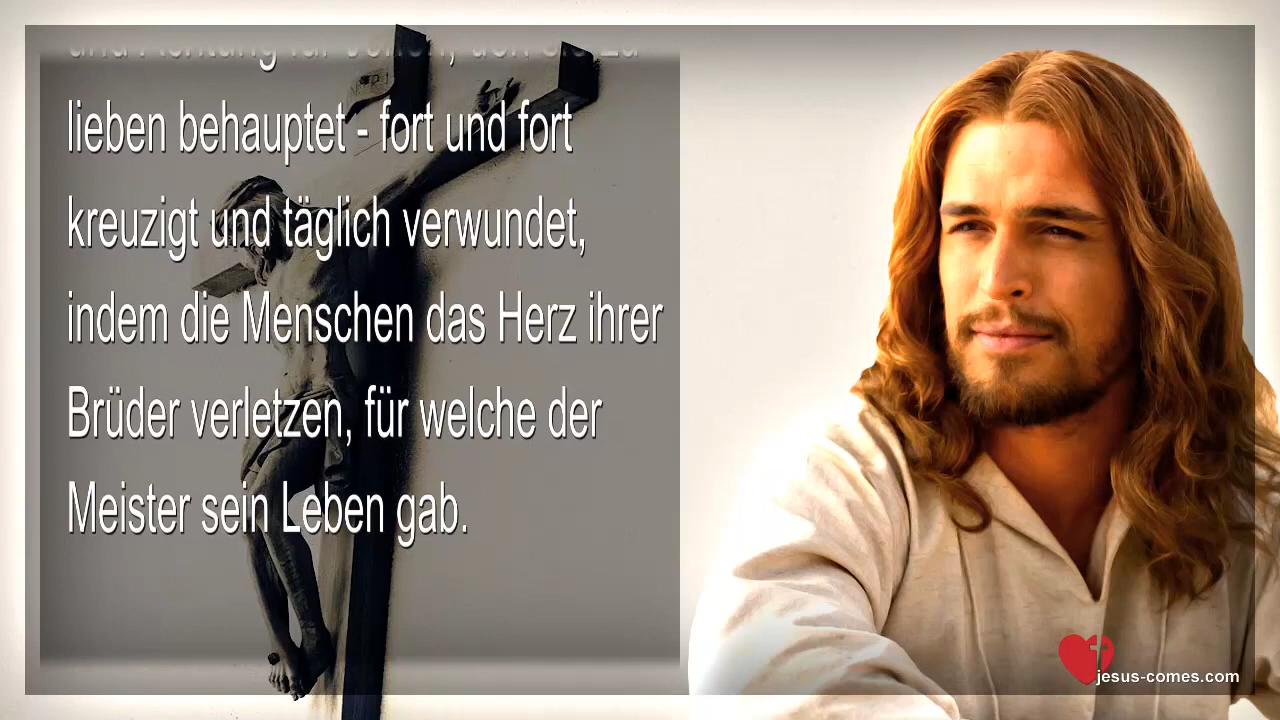 lieben behauptet - fort und fort
kreuzigt und täglich verwundet,
indem die Menschen das Herz ihrer
Brüder verletzen, für welche der
Meister sein Leben gab.
jesus-comes.com